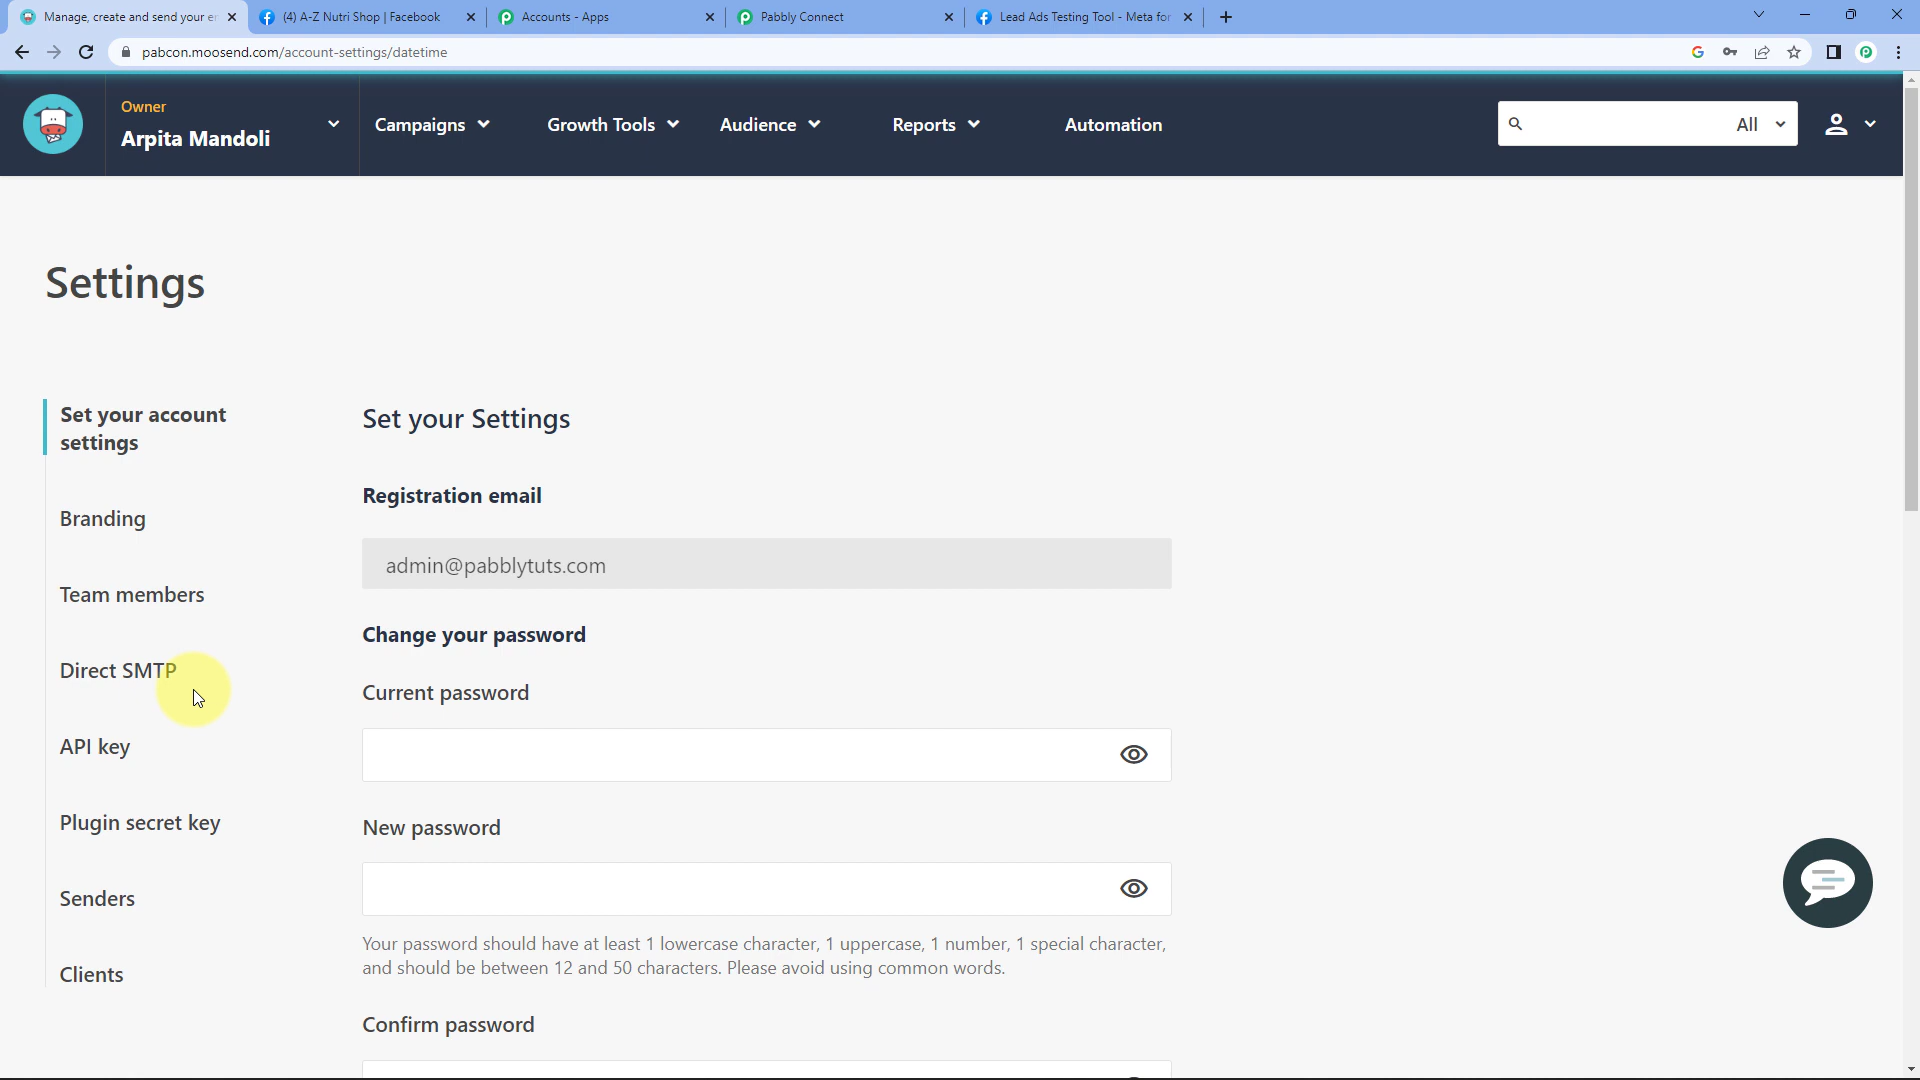 Manage, create and send your er
(4) A-Z Nutri Shop | Facebook
Accounts - Apps
Pabbly Connect
Lead Ads Testing Tool - Meta for
pabcon.moosend.com/account-settings/datetime
Owner
Arpita Mandoli
Campaigns
Growth Tools
Audience
Reports
Automation
All
Settings
Set your account
settings
Branding
Team members
Direct SMTP
API key
Plugin secret key
Senders
Clients
Set your Settings
Registration email
admin@pabblytuts.com
Change your password
Current password
New password
Your password should have at least 1 lowercase character, 1 uppercase, 1 number, 1 special character,
and should be between 12 and 50 characters. Please avoid using common words.
Confirm password